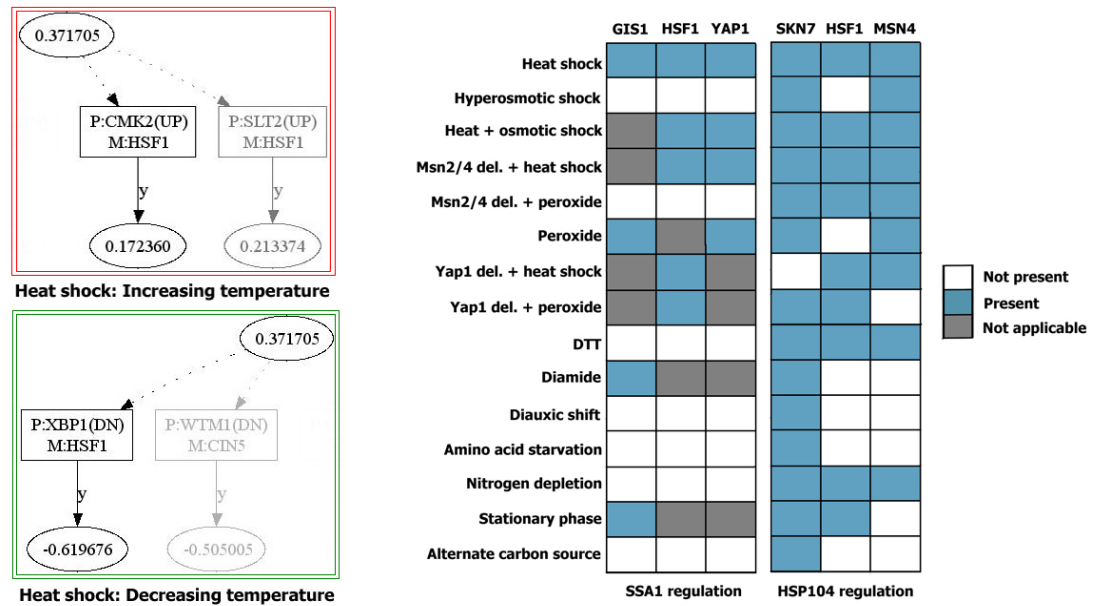 0.371705
P:CMK2(UP)
M:HSF1
P:SLT2(UP)
M:HSF1
y
y
0.172360
0.213374
Heat shock: Increasing temperature
0.371705
P:XBP1(DN)
M:HSF1
P:WTM1(DN)
M:CIN5
y
y
-0.619676
-0.505005
Heat shock: Decreasing temperature
GIS1 HSF1 YAP1 SKN7 HSF1 MSN4
Heat shock
Hyperosmotic shock
Heat + osmotic shock
Msn2/4 del. + heat shock
Msn2/4 del. + peroxide
Peroxide
Yap1 del. + heat shock
Yap1 del. + peroxide
DTT
Diamide
Diauxic shift
Amino acid starvation
Nitrogen depletion
Stationary phase
Alternate carbon source
SSA1 regulation HSP104 regulation
Not present
Present
Not applicable